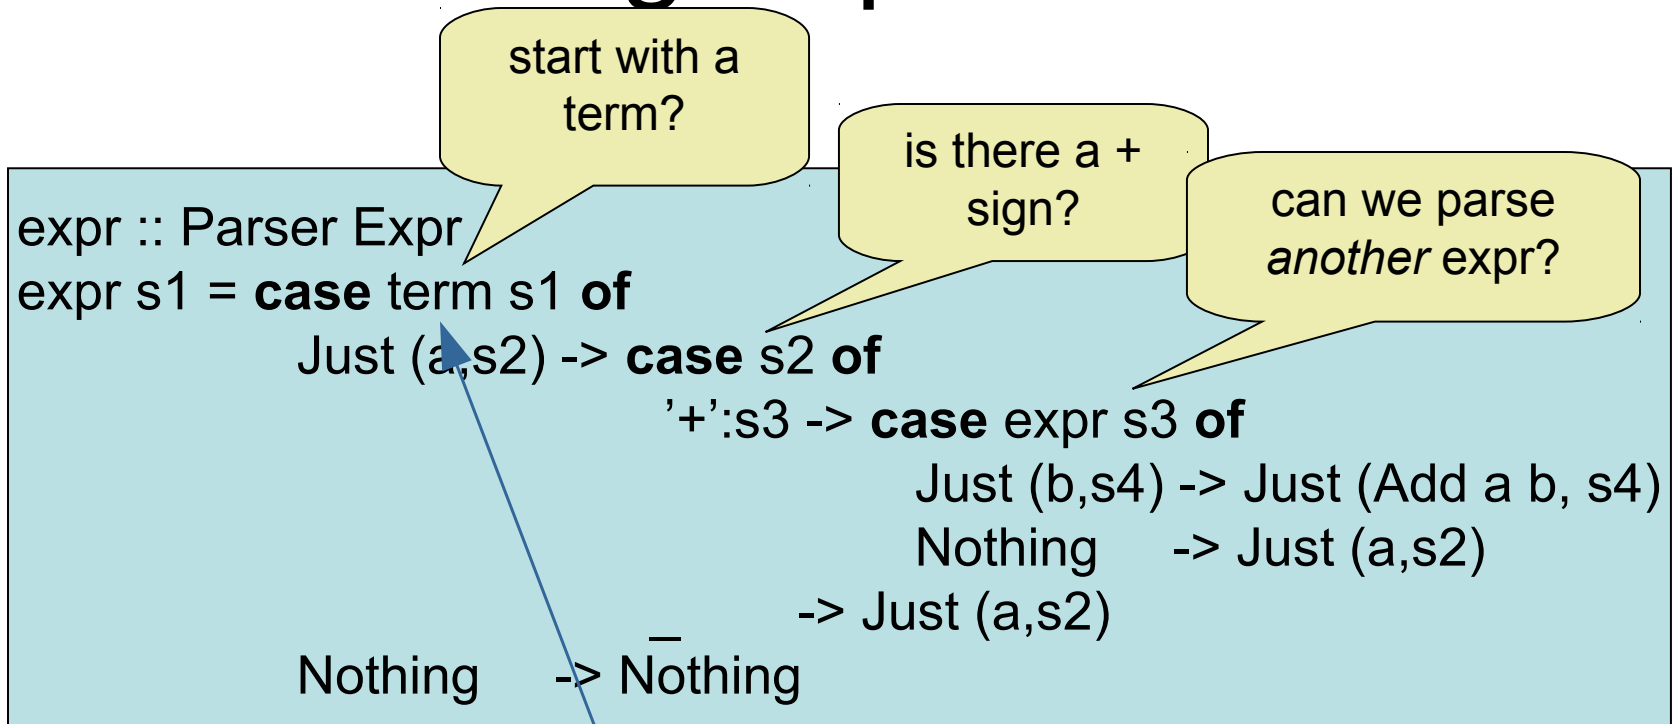 start with a
term?
is there a +
sign?
can we parse
another expr?
expr :: Parser Expr
expr s1 = case term s1 of
Just (a,s2) -> case s2 of
’+’:s3 -> case expr s3 of
Just (b,s4) -> Just (Add a b, s4)
Nothing -> Just (a,s2)
_ -> Just (a,s2)
Nothing -> Nothing